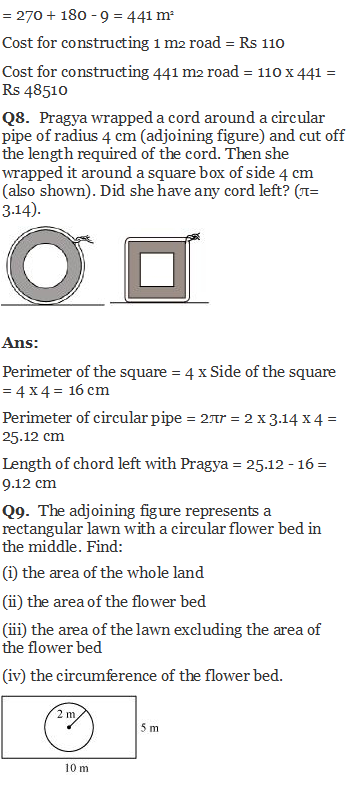 = 270 + 180 - 9 = 441 m²
Cost for constructing 1 m2 road = Rs 110
Cost for constructing 441 m2 road = 110 x 441 =
Rs 48510
Q8. Pragya wrapped a cord around a circular
pipe of radius 4 cm (adjoining figure) and cut off
the length required of the cord. Then she
wrapped it around a square box of side 4 cm
(also shown). Did she have any cord left? (π=
3.14).
Ans:
Perimeter of the square = 4 x Side of the square
= 4 x 4 = 16 cm
Perimeter of circular pipe = 2πr = 2 x 3.14 x 4 =
25.12 cm
Length of chord left with Pragya = 25.12 - 16 =
9.12 cm
Q9. The adjoining figure represents a
rectangular lawn with a circular flower bed in
the middle. Find:
(i) the area of the whole land
(ii) the area of the flower bed
(iii) the area of the lawn excluding the area of
the flower bed
(iv) the circumference of the flower bed.
2 m
5 m
10 m